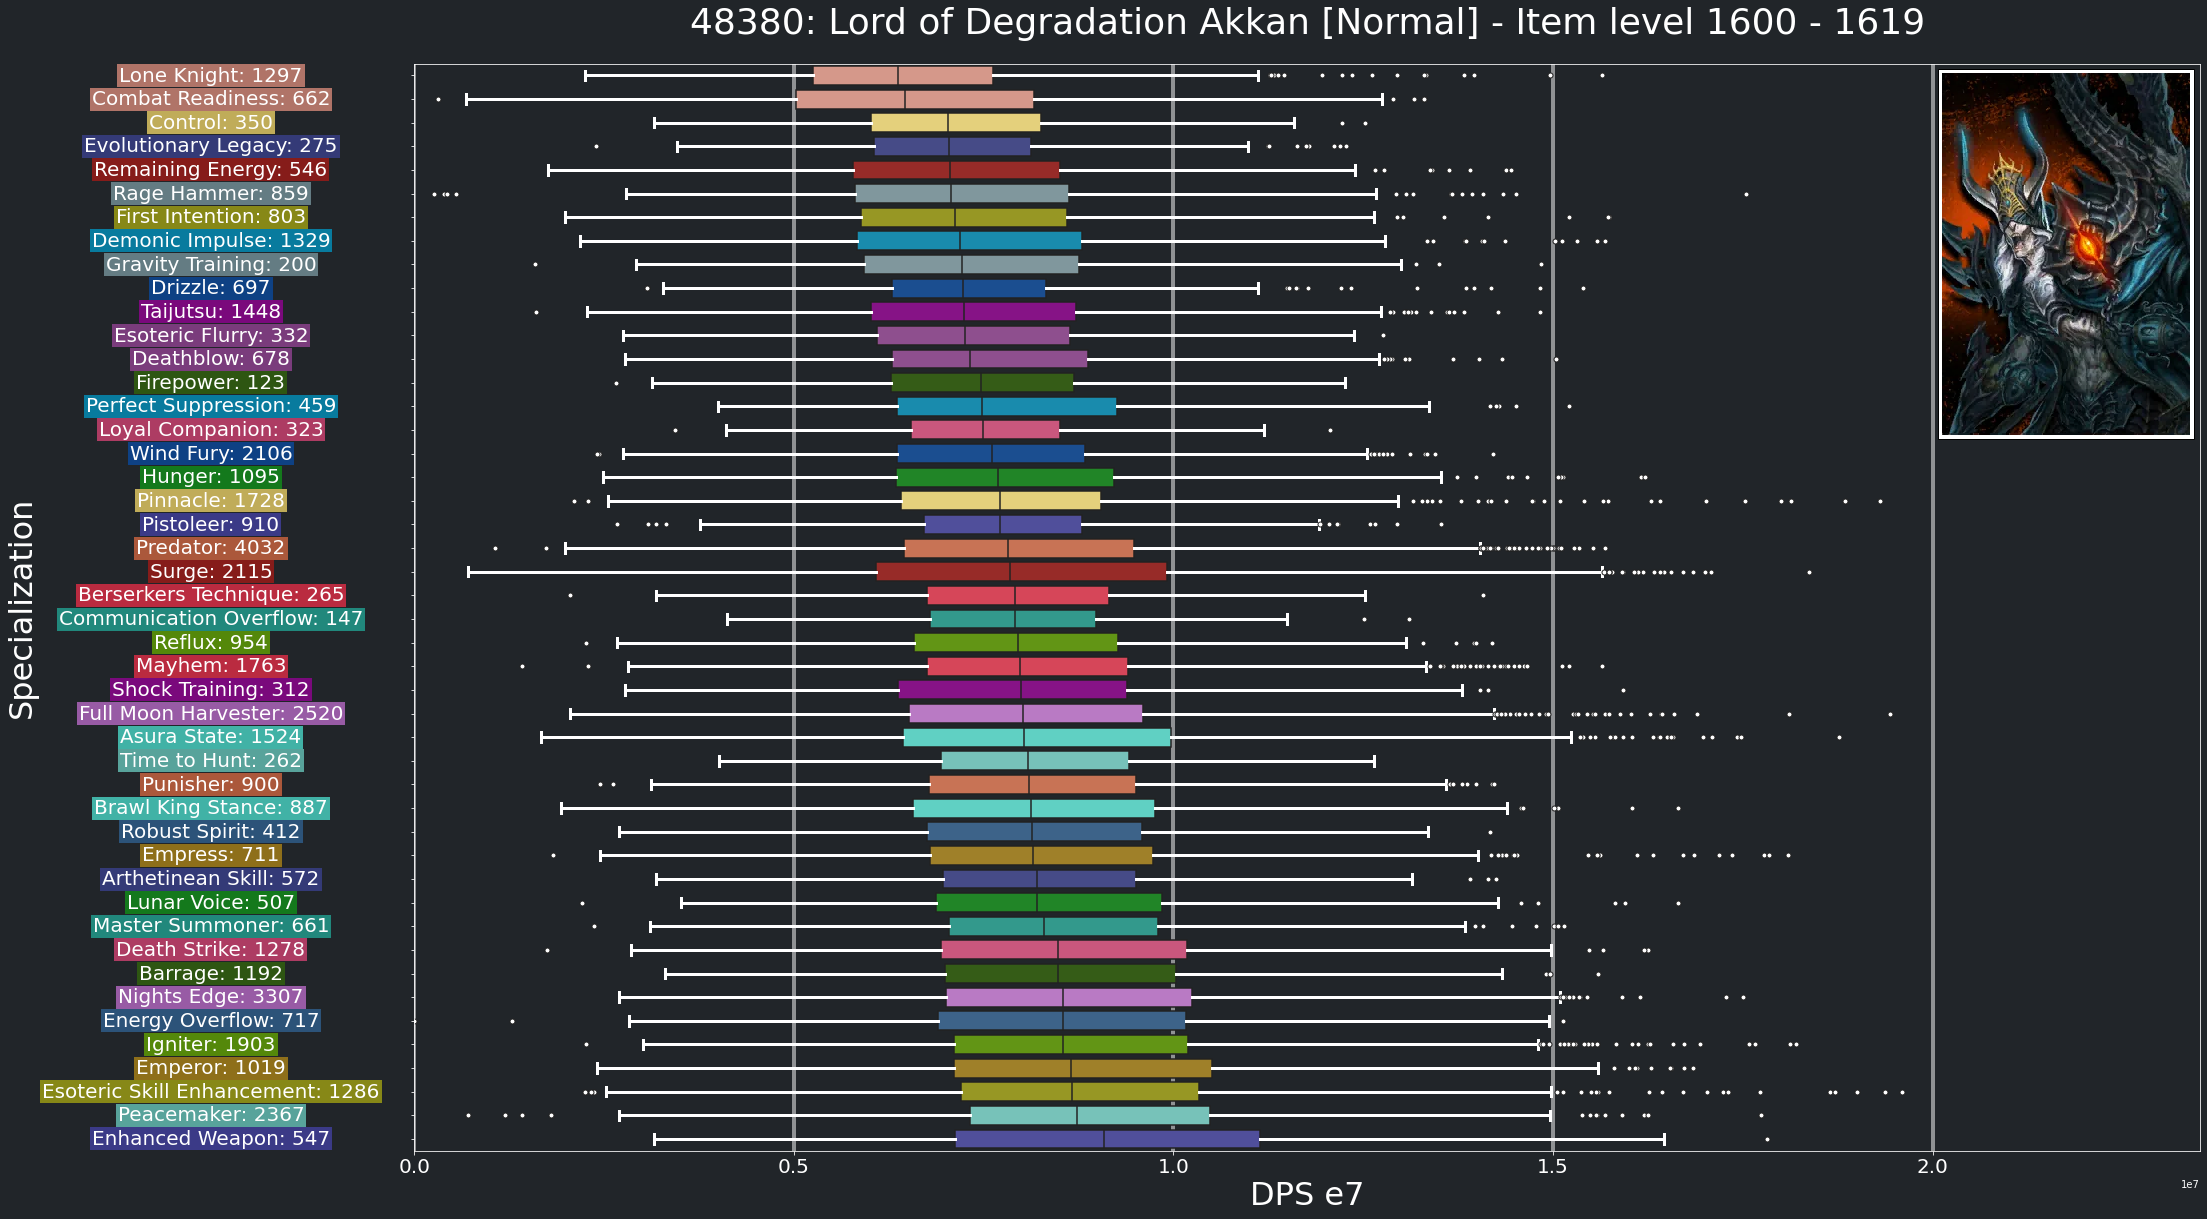 48380: Lord of Degradation Akkan [Normal] - Item level 1600 - 1619
Specialization
Lone Knight: 1297
Combat Readiness: 662
Control: 350
Evolutionary Legacy: 275
Remaining Energy: 546
Rage Hammer: 859
First Intention: 803
Demonic Impulse: 1329
Gravity Training: 200
Drizzle: 697
Taijutsu: 1448
Esoteric Flurry: 332
Deathblow: 678
Firepower: 123
Perfect Suppression: 459
Loyal Companion: 323
Wind Fury: 2106
Hunger: 1095
Pinnacle: 1728
Pistoleer: 910
Predator: 4032
Surge: 2115
Berserkers Technique: 265
Communication Overflow: 147
Reflux: 954
Mayhem: 1763
Shock Training: 312
Full Moon Harvester: 2520
Asura State: 1524
Time to Hunt: 262
Punisher: 900
Brawl King Stance: 887
Robust Spirit: 412
Empress: 711
Arthetinean Skill: 572
Lunar Voice: 507
Master Summoner: 661
Death Strike: 1278
Barrage: 1192
Nights Edge: 3307
Energy Overflow: 717
Igniter: 1903
Emperor: 1019
Esoteric Skill Enhancement: 1286
Peacemaker: 2367
Enhanced Weapon: 547
0.0 0.5 1.0 1.5 2.0
DPS e7
1e7